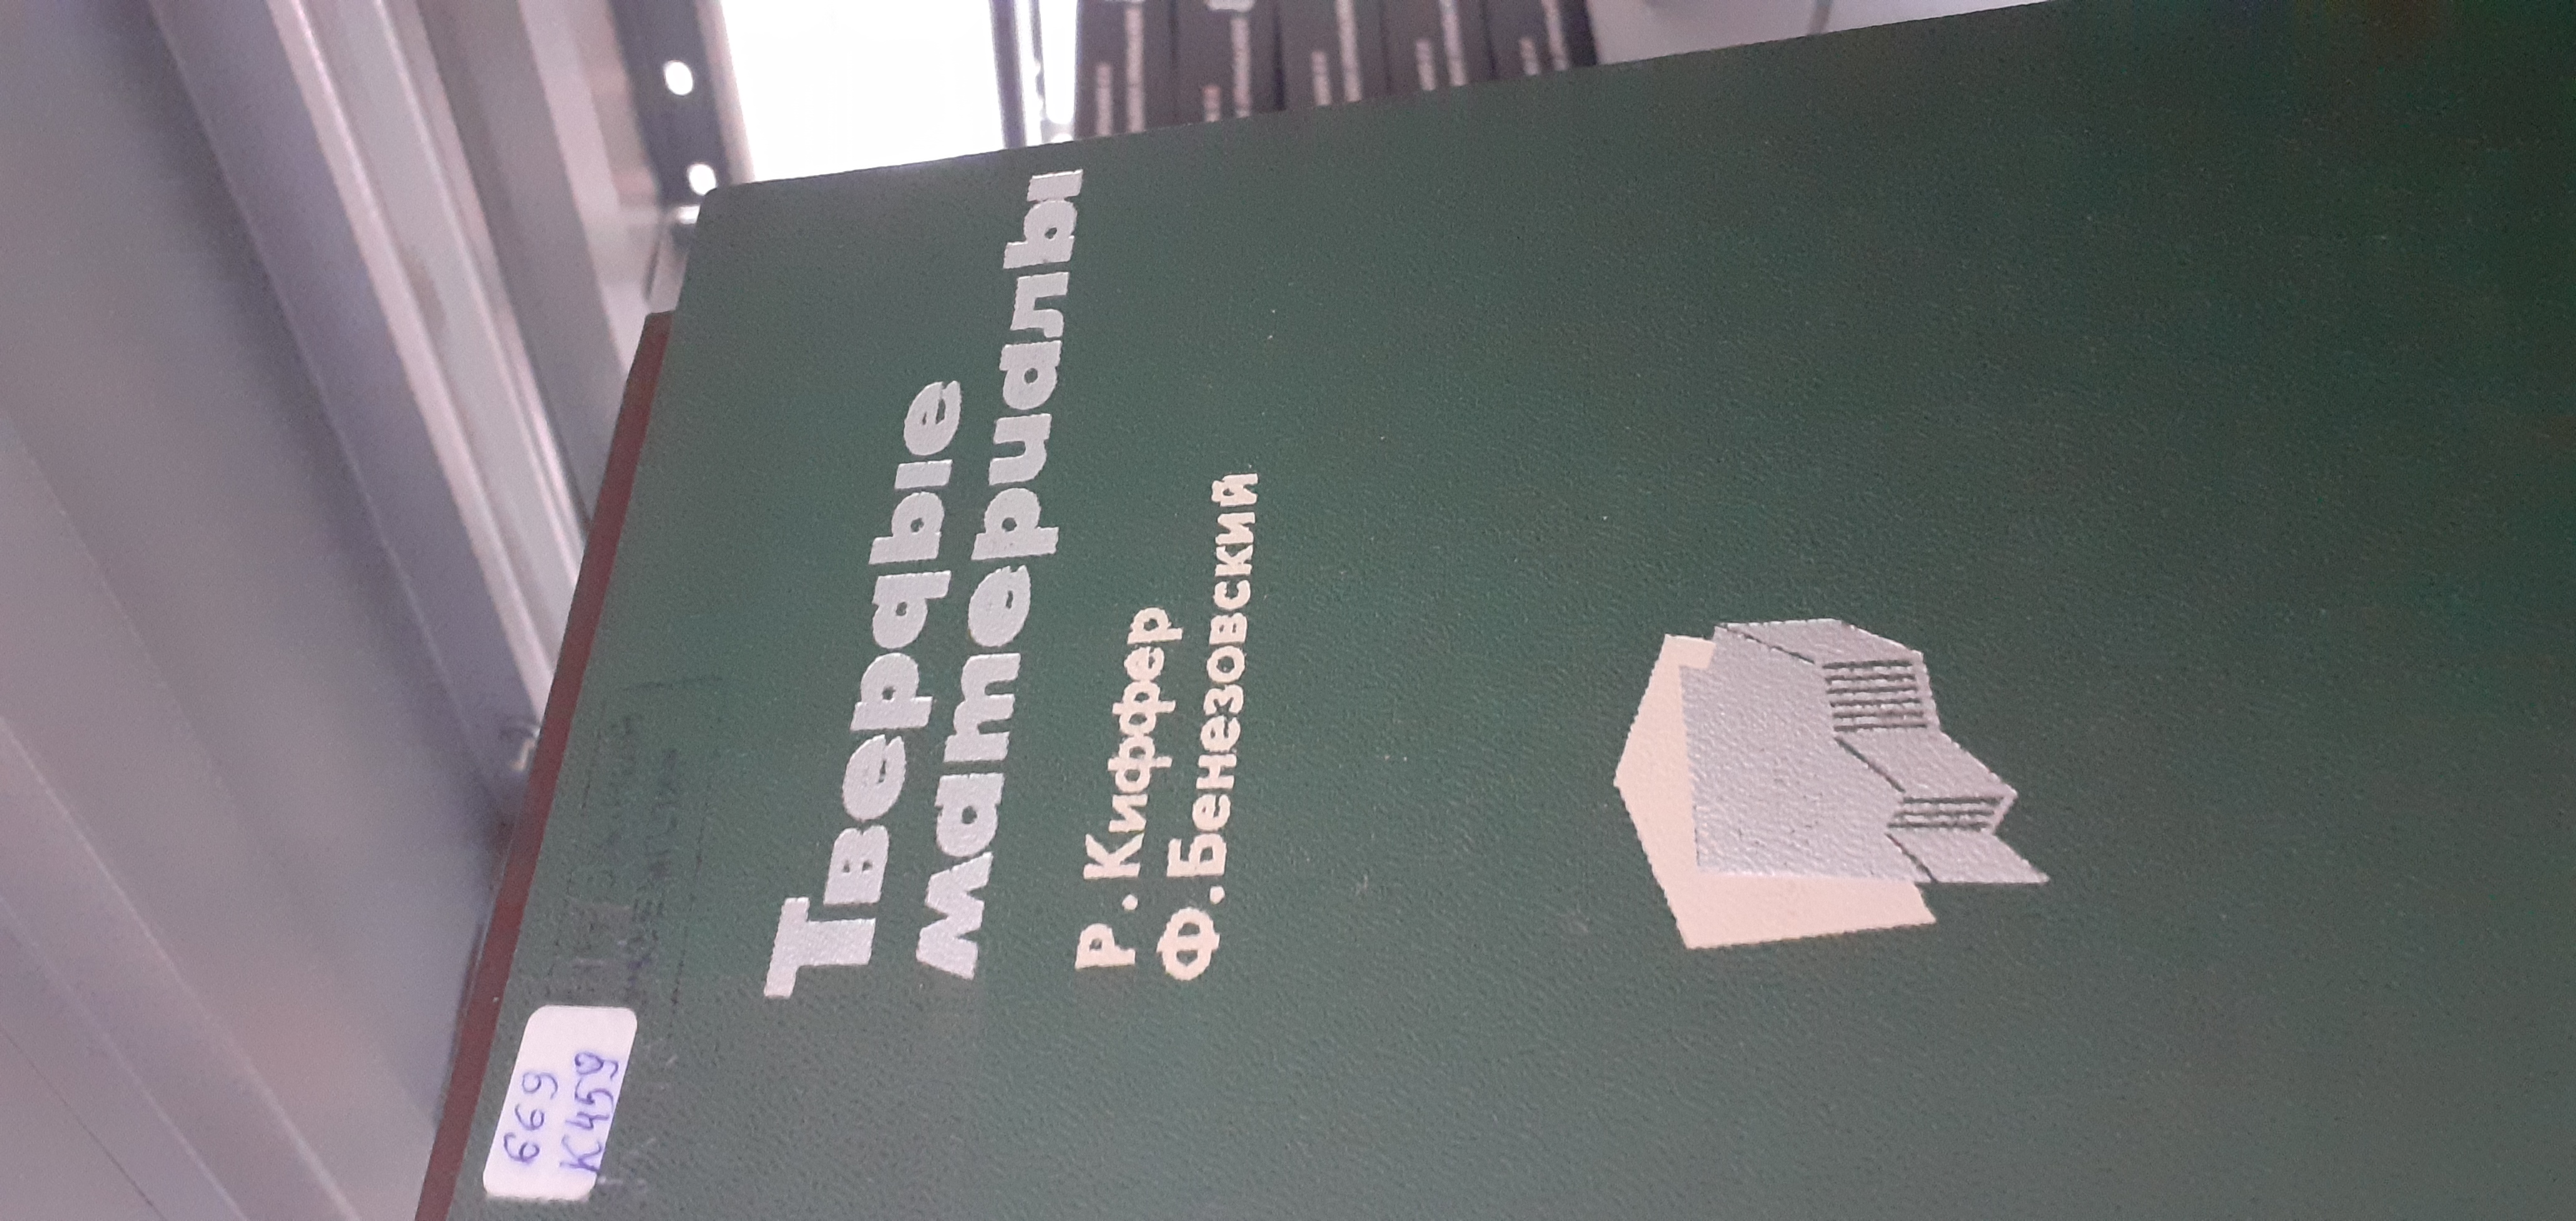 669
К459
Твердые
материалы
Р. Киффер
Ф. Бенезовский